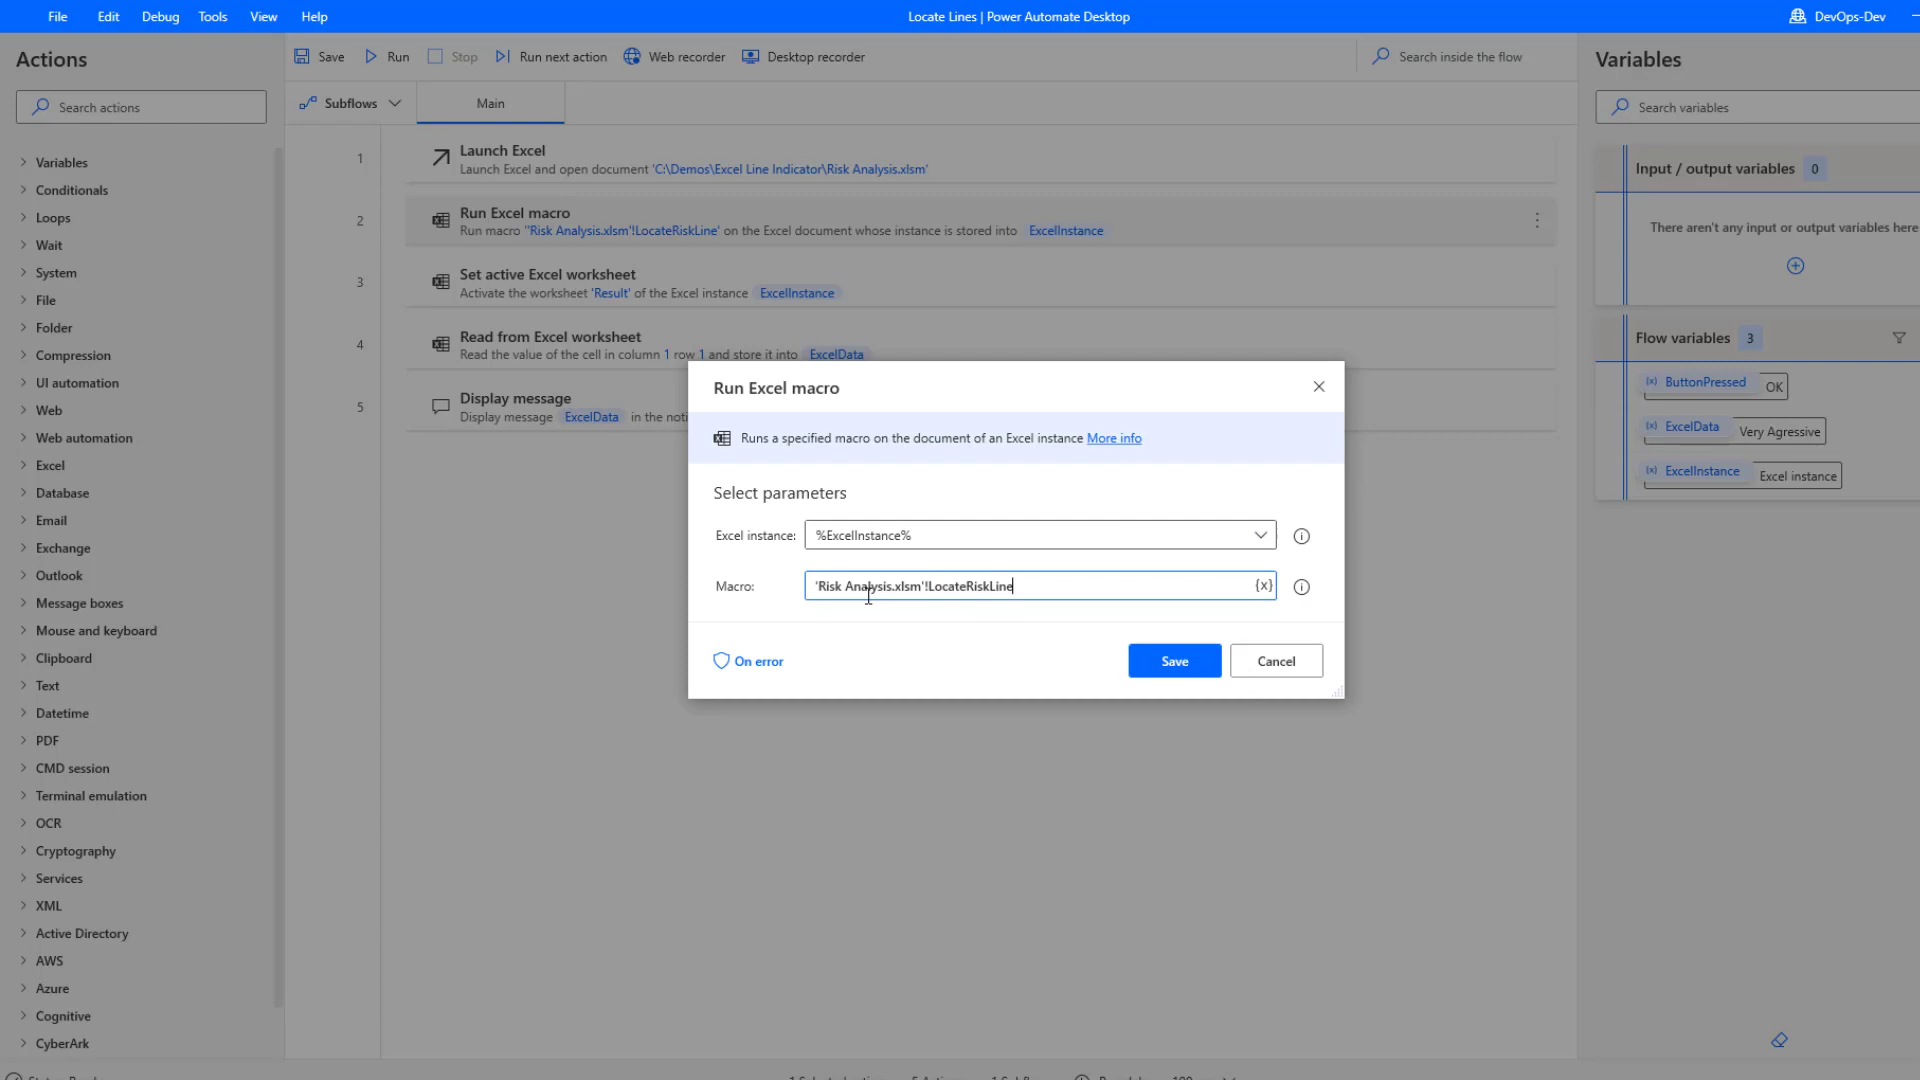 File Edit Debug Tools View Help
Locate Lines | Power Automate Desktop
DevOps-Dev
Actions
Search actions
Variables
Conditionals
Loops
Wait
System
File
Folder
Compression
UI automation
Web
Web automation
Excel
Database
Email
Exchange
Outlook
Message boxes
Mouse and keyboard
Clipboard
Text
Datetime
PDF
CMD session
Terminal emulation
OCR
Cryptography
Services
XML
Active Directory
AWS
Azure
Cognitive
CyberArk
Save Run Stop Run next action Web recorder Desktop recorder
Search inside the flow
Subflows
Main
1
Launch Excel
Launch Excel and open document 'C:\Demos\Excel Line Indicator\Risk Analysis.xlsm'
2
Run Excel macro
Run macro ''Risk Analysis.xlsm'!LocateRiskLine' on the Excel document whose instance is stored into ExcelInstance
3
Set active Excel worksheet
Activate the worksheet 'Result' of the Excel instance ExcelInstance
4
Read from Excel worksheet
Read the value of the cell in column 1 row 1 and store it into ExcelData
5
Display message
Display message ExcelData in the noti
Run Excel macro
Runs a specified macro on the document of an Excel instance More info
Select parameters
Excel instance: %ExcelInstance%
Macro: 'Risk Analysis.xlsm'!LocateRiskLine {x}
On error
Save
Cancel
Variables
Search variables
Input / output variables 0
There aren't any input or output variables here
Flow variables 3
(x) ButtonPressed OK
(x) ExcelData Very Agressive
(x) ExcelInstance Excel instance